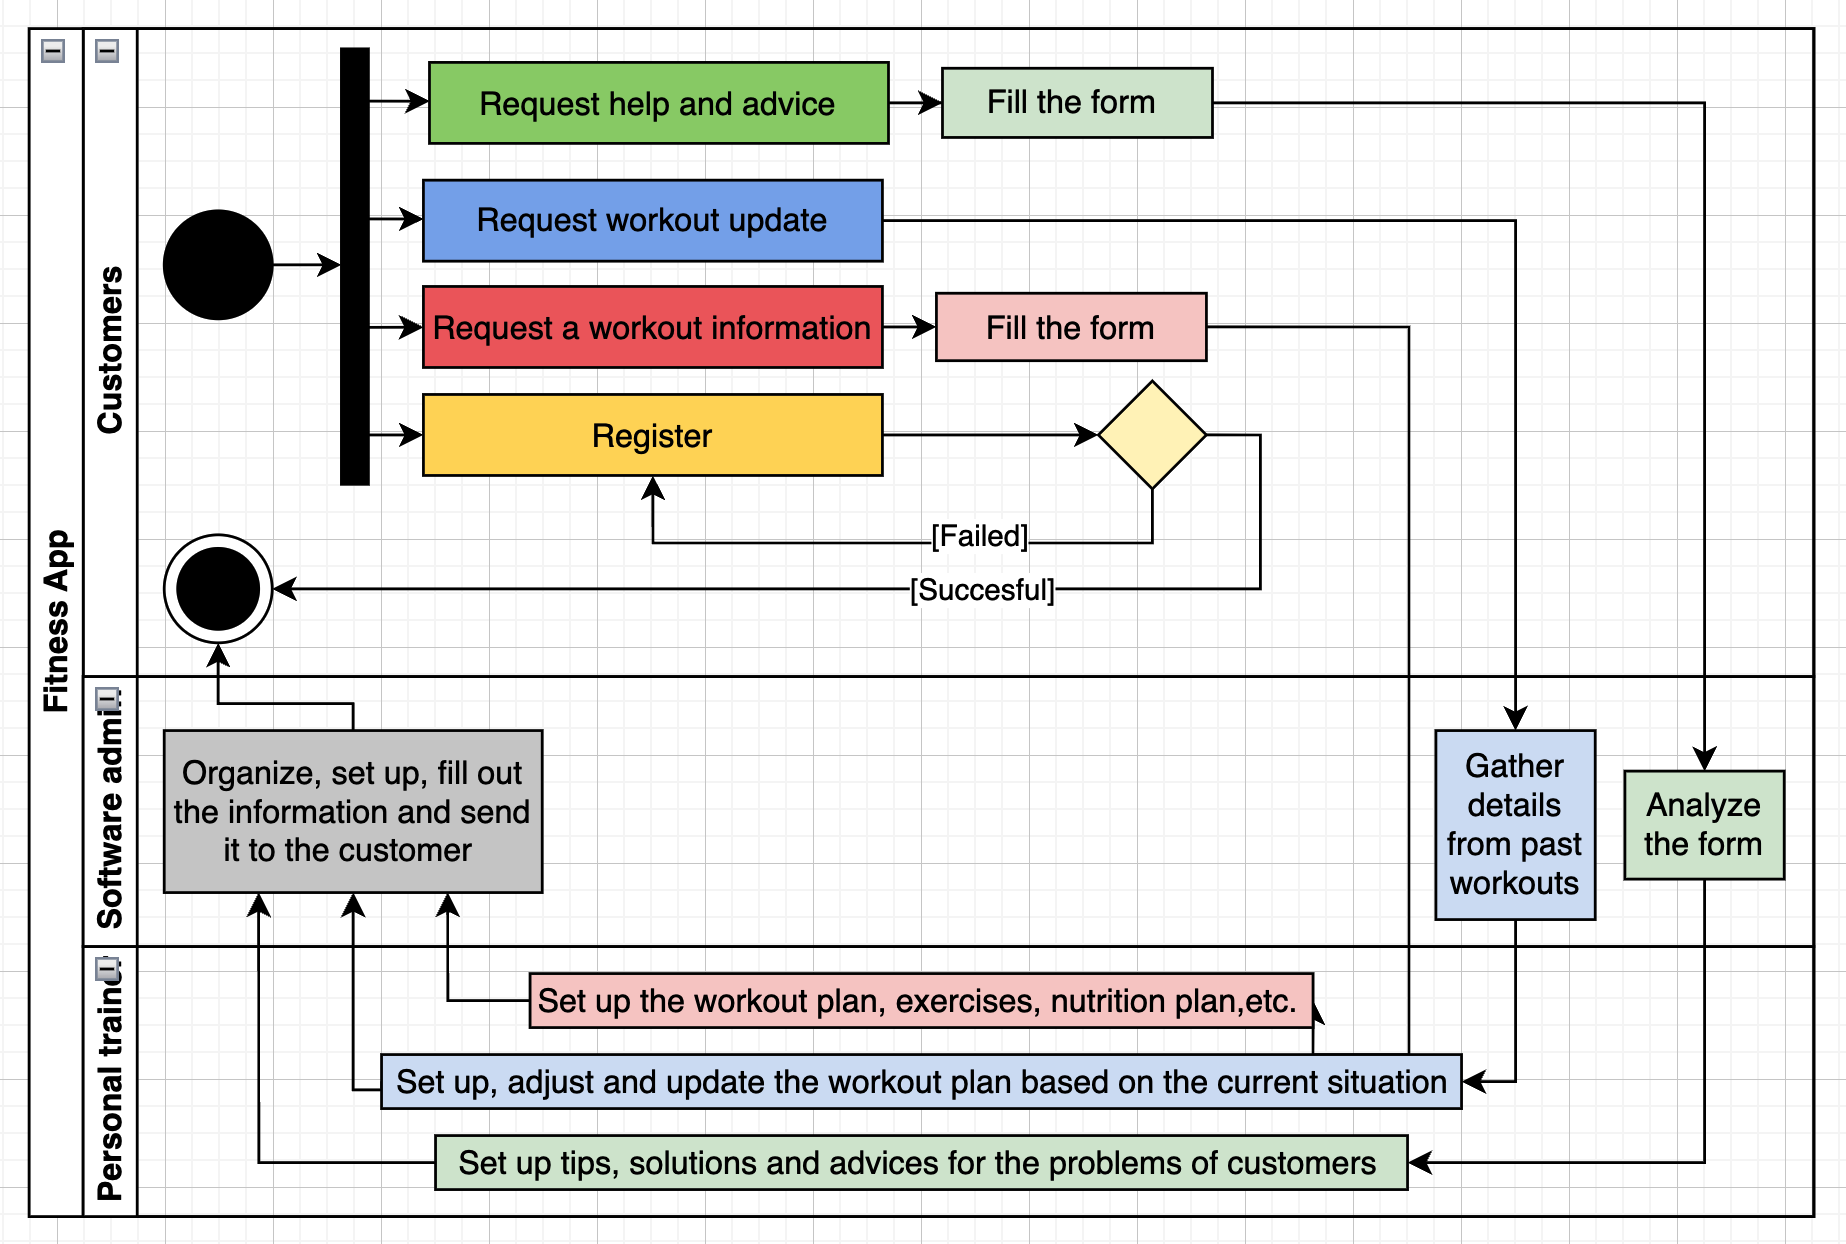 Fitness App
Customers
Request help and advice
Fill the form
Request workout update
Request a workout information
Fill the form
Register
[Failed]
[Succesful]
Software
Organize, set up, fill out
the information and send
it to the customer
Gather
details
from past
workouts
Analyze
the form
Personal
Set up the workout plan, exercises, nutrition plan,etc.
Set up, adjust and update the workout plan based on the current situation
Set up tips, solutions and advices for the problems of customers